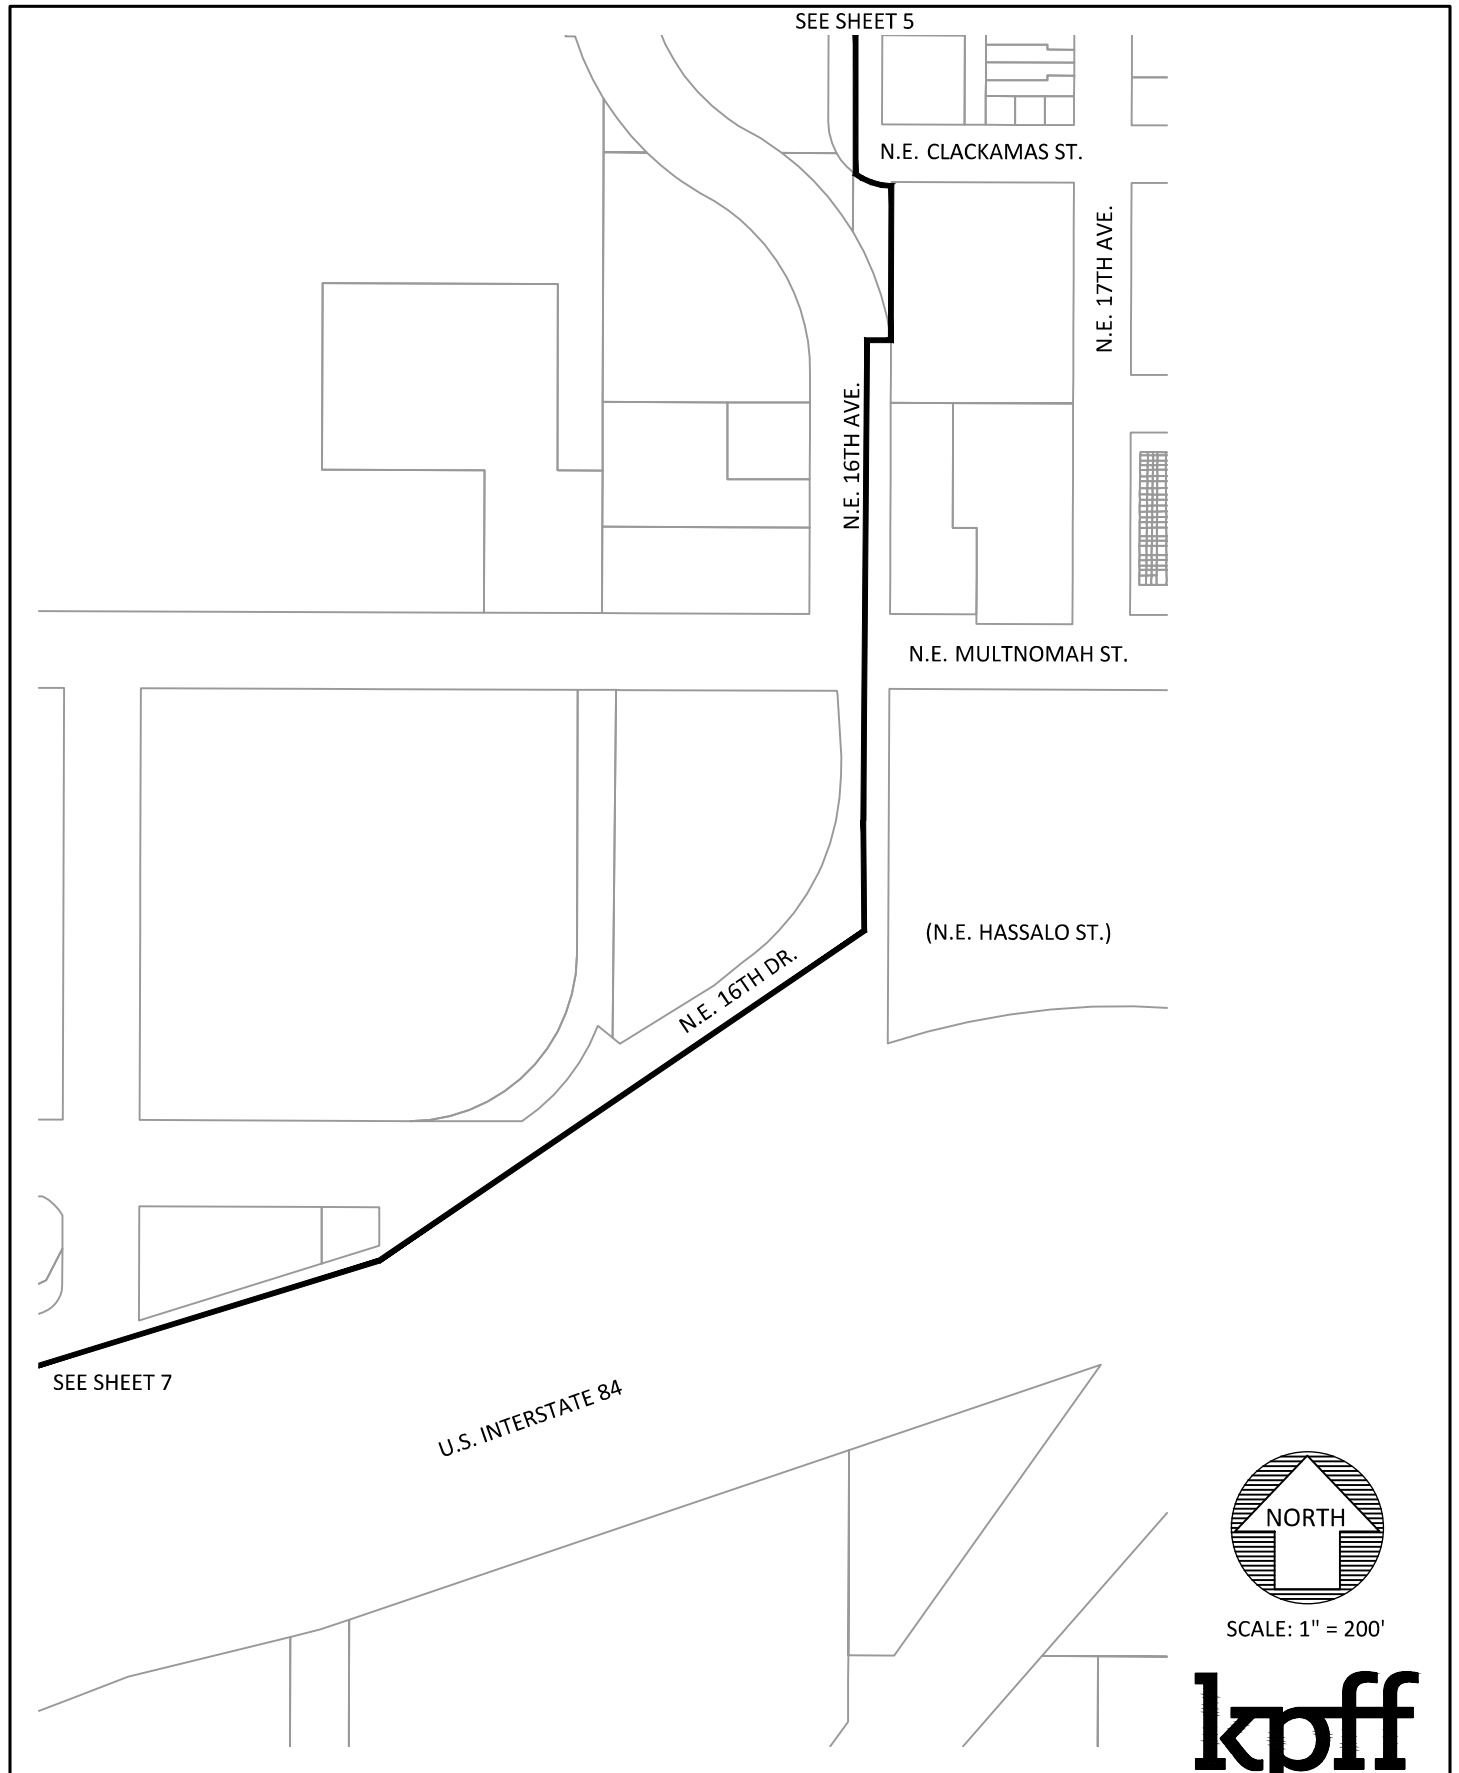 SEE SHEET 5
N.E. CLACKAMAS ST.
N.E. 17TH AVE.
N.E. 16TH AVE.
N.E. MULTNOMAH ST.
(N.E. HASSALO ST.)
N.E. 16TH DR.
SEE SHEET 7
U.S. INTERSTATE 84
NORTH
SCALE: 1" = 200'
kpff